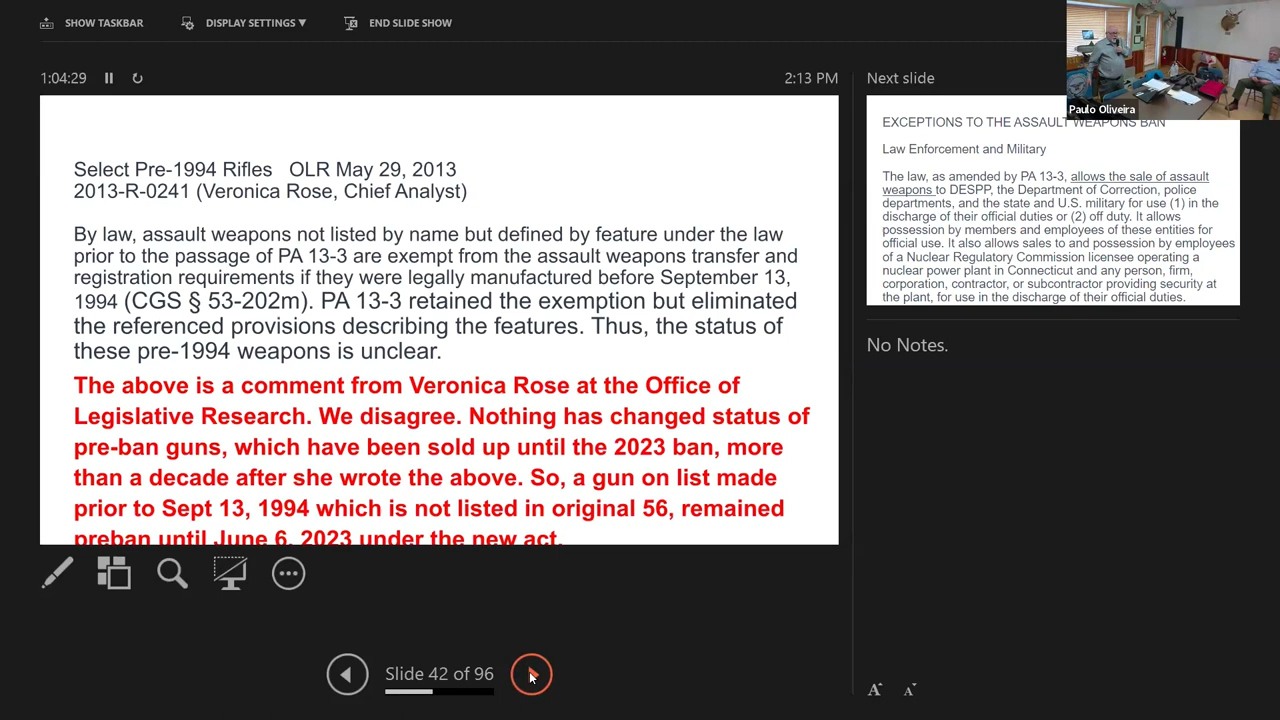 SHOW TASKBAR
DISPLAY SETTINGS ▼
END SLIDE SHOW
1:04:29
2:13 PM
Select Pre-1994 Rifles OLR May 29, 2013
2013-R-0241 (Veronica Rose, Chief Analyst)
By law, assault weapons not listed by name but defined by feature under the law
prior to the passage of PA 13-3 are exempt from the assault weapons transfer and
registration requirements if they were legally manufactured before September 13,
1994 (CGS § 53-202m). PA 13-3 retained the exemption but eliminated
the referenced provisions describing the features. Thus, the status of
these pre-1994 weapons is unclear.
The above is a comment from Veronica Rose at the Office of
Legislative Research. We disagree. Nothing has changed status of
pre-ban guns, which have been sold up until the 2023 ban, more
than a decade after she wrote the above. So, a gun on list made
prior to Sept 13, 1994 which is not listed in original 56, remained
preban until June 6, 2023 under the new act.
Slide 42 of 96
Next slide
Paulo Oliveira
EXCEPTIONS TO THE ASSAULT WEAPONS BAN
Law Enforcement and Military
The law, as amended by PA 13-3, allows the sale of assault
weapons to DESPP, the Department of Correction, police
departments, and the state and U.S. military for use (1) in the
discharge of their official duties or (2) off duty. It allows
possession by members and employees of these entities for
official use. It also allows sales to and possession by employees
of a Nuclear Regulatory Commission licensee operating a
nuclear power plant in Connecticut and any person, firm,
corporation, contractor, or subcontractor providing security at
the plant, for use in the discharge of their official duties.
No Notes.
A A